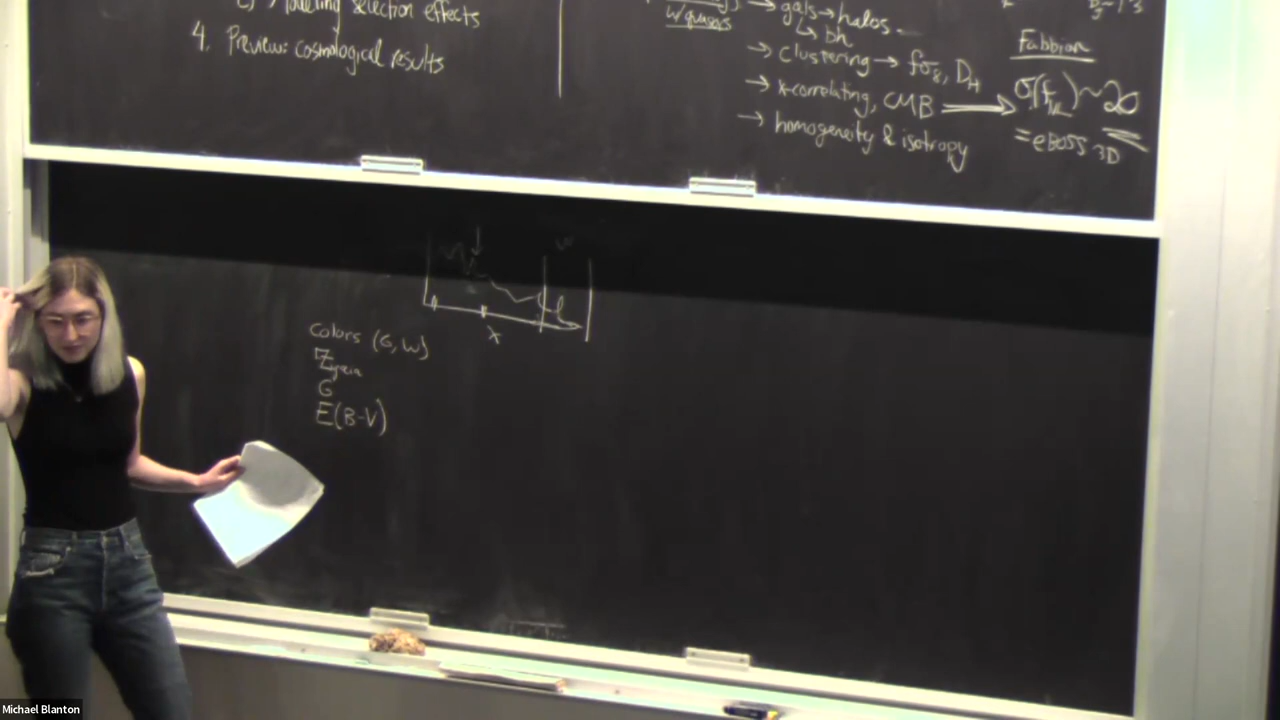 modeling selection effects
4. Preview: cosmological results
w quasars
→ gals → halos
↳ bh
→ clustering → fσ8, DH
→ x-correlating, CMB
→ homogeneity & isotropy
Fabbian
σ(fNL) ~ 20
= eBOSS 3D
x
Colors (G, W)
G
E(B-V)
Michael Blanton